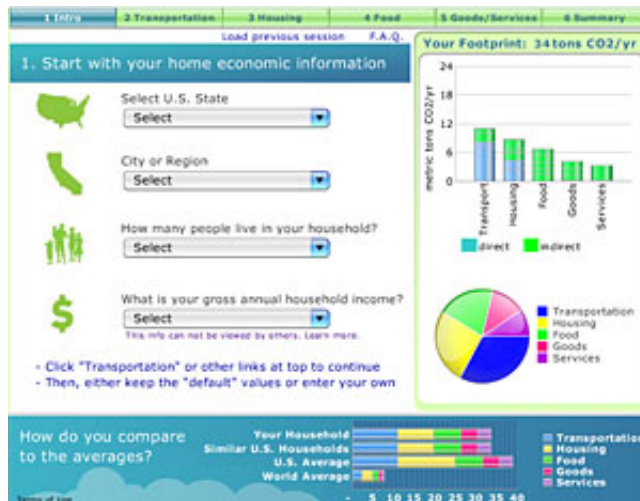 1 Intro
2 Transportation
3 Housing
4 Food
5 Goods/Services
6 Summary
Load previous session
F.A.Q.
1. Start with your home economic information
Select U.S. State
Select
City or Region
Select
How many people live in your household?
Select
What is your gross annual household income?
Select
This info can not be viewed by others. Learn more.
- Click "Transportation" or other links at top to continue
- Then, either keep the "default" values or enter your own
Your Footprint: 34tons CO2/yr
metric tons CO2/yr
24
18
12
6
0
Transport
Housing
Food
Goods
Services
direct
indirect
Transportation
Housing
Food
Goods
Services
How do you compare
to the averages?
Your Household
Similar U.S. Households
U.S. Average
World Average
- 5 10 15 20 25 30 35 40
Transportation
Housing
Food
Goods
Services
Terms of Use